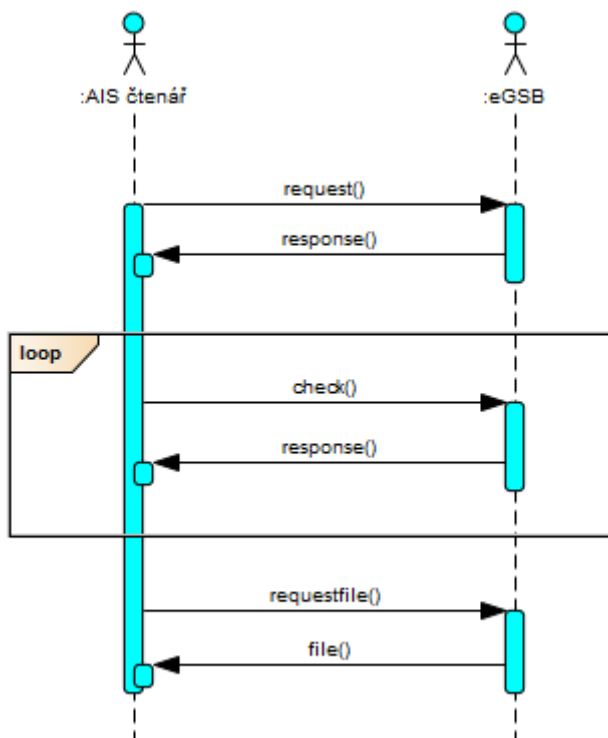 :AIS čtenář
:eGSB
request()
response()
loop
check()
response()
requestfile()
file()